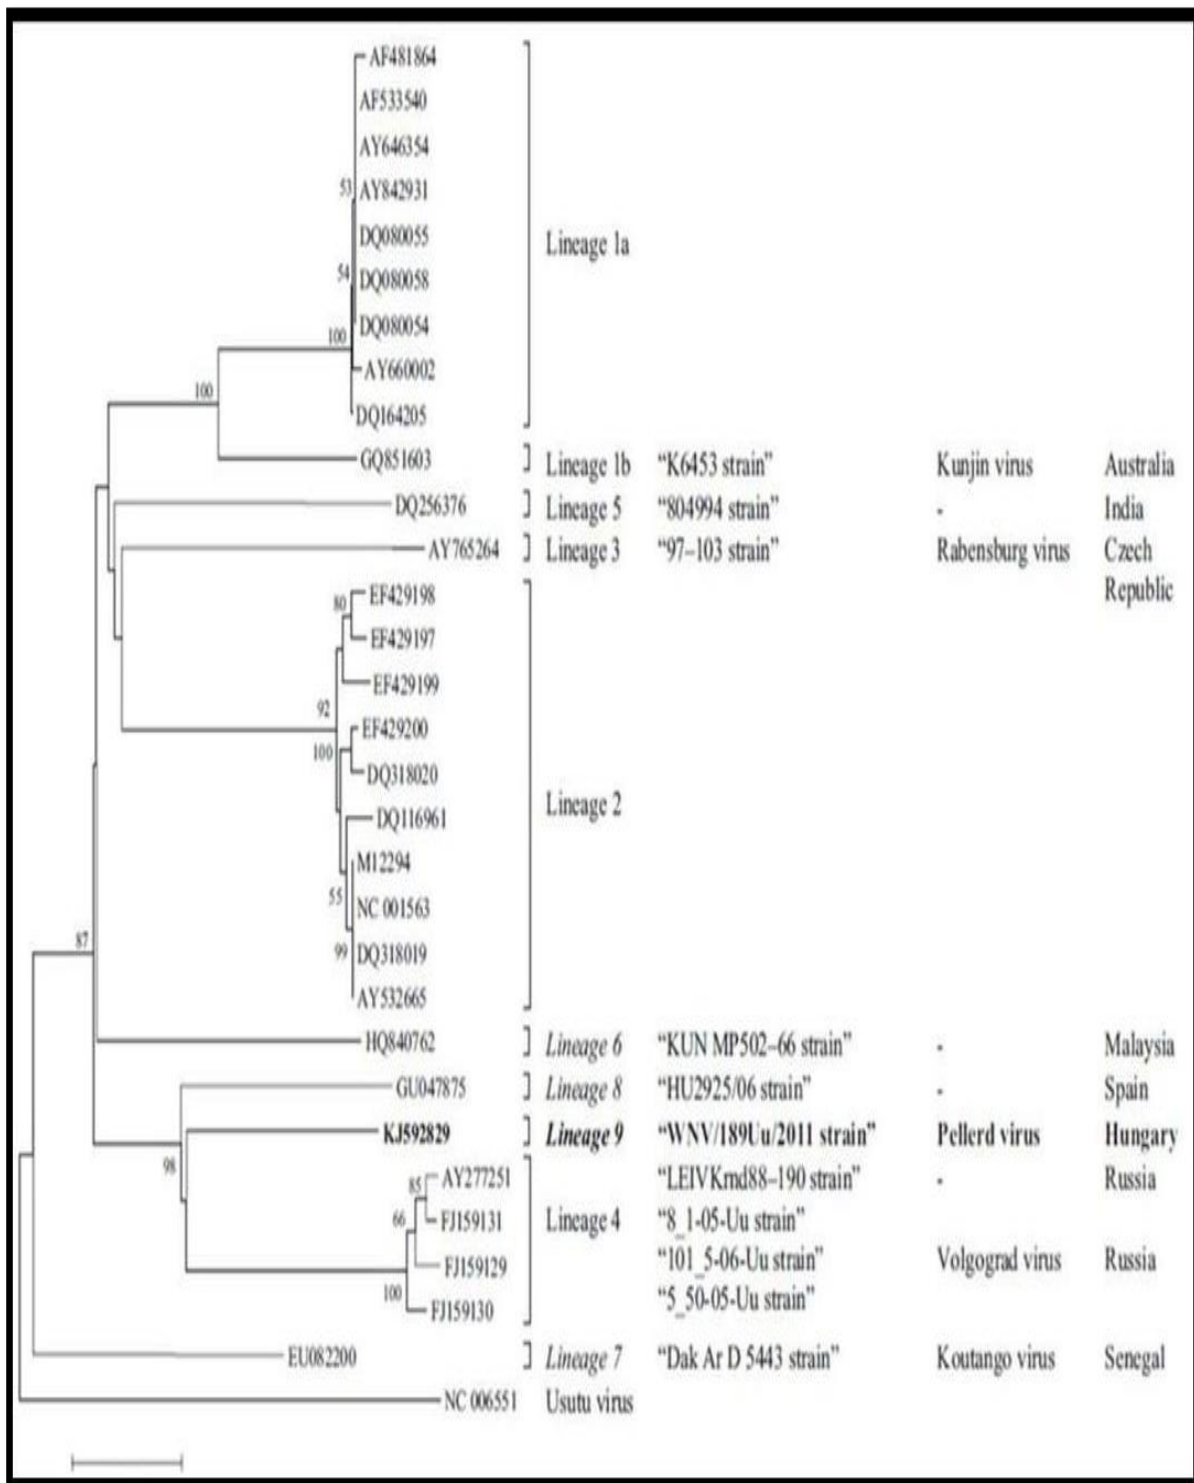 AF481864
AF533540
AY646354
53 AY842931
DQ080055
Lineage 1a
54 DQ080058
100 DQ080054
AY660002
100
DQ164205
GQ851603 Lineage 1b “K6453 strain” Kunjin virus Australia
DQ256376 Lineage 5 “804994 strain” - India
AY765264 Lineage 3 “97–103 strain” Rabensburg virus Czech
Republic
80 EF429198
EF429197
EF429199
92
EF429200
100
DQ318020
Lineage 2
DQ116961
M12294
55 NC 001563
87
99 DQ318019
AY532665
HQ840762 Lineage 6 “KUN MP502–66 strain” - Malaysia
GU047875 Lineage 8 “HU2925/06 strain” - Spain
KJ592829 Lineage 9 “WNV/189Uu/2011 strain” Pellerd virus Hungary
98
85 AY277251 “LEIVKrnd88–190 strain” - Russia
66 FJ159131 Lineage 4 “8_1-05-Uu strain”
FJ159129 “101_5-06-Uu strain” Volgograd virus Russia
100 FJ159130 “5_50-05-Uu strain”
EU082200 Lineage 7 “Dak Ar D 5443 strain” Koutango virus Senegal
NC 006551 Usutu virus